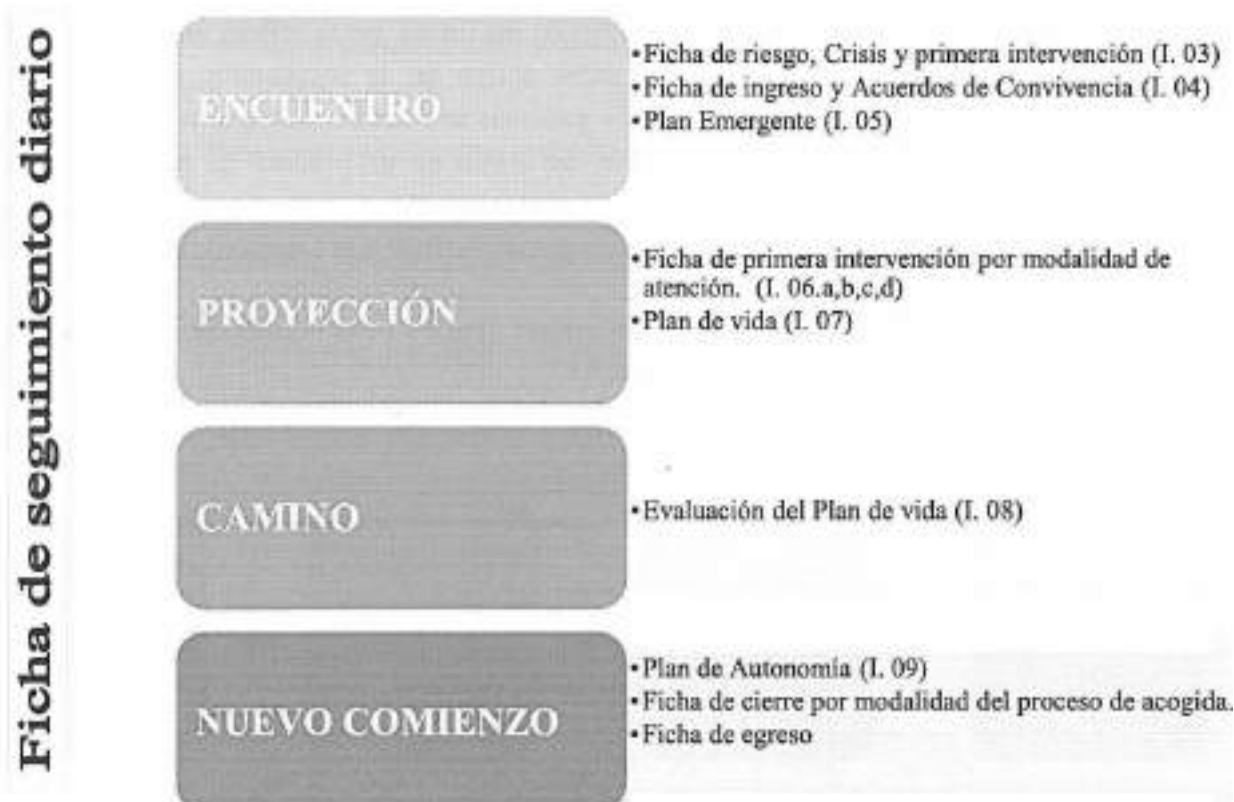 Ficha de seguimiento diario
ENCUENTRO
•Ficha de riesgo, Crisis y primera intervención (I. 03)
•Ficha de ingreso y Acuerdos de Convivencia (I. 04)
•Plan Emergente (I. 05)
PROYECCIÓN
•Ficha de primera intervención por modalidad de
atención. (I. 06.a,b,c,d)
•Plan de vida (I. 07)
CAMINO
•Evaluación del Plan de vida (I. 08)
NUEVO COMIENZO
•Plan de Autonomía (I. 09)
•Ficha de cierre por modalidad del proceso de acogida.
•Ficha de egreso